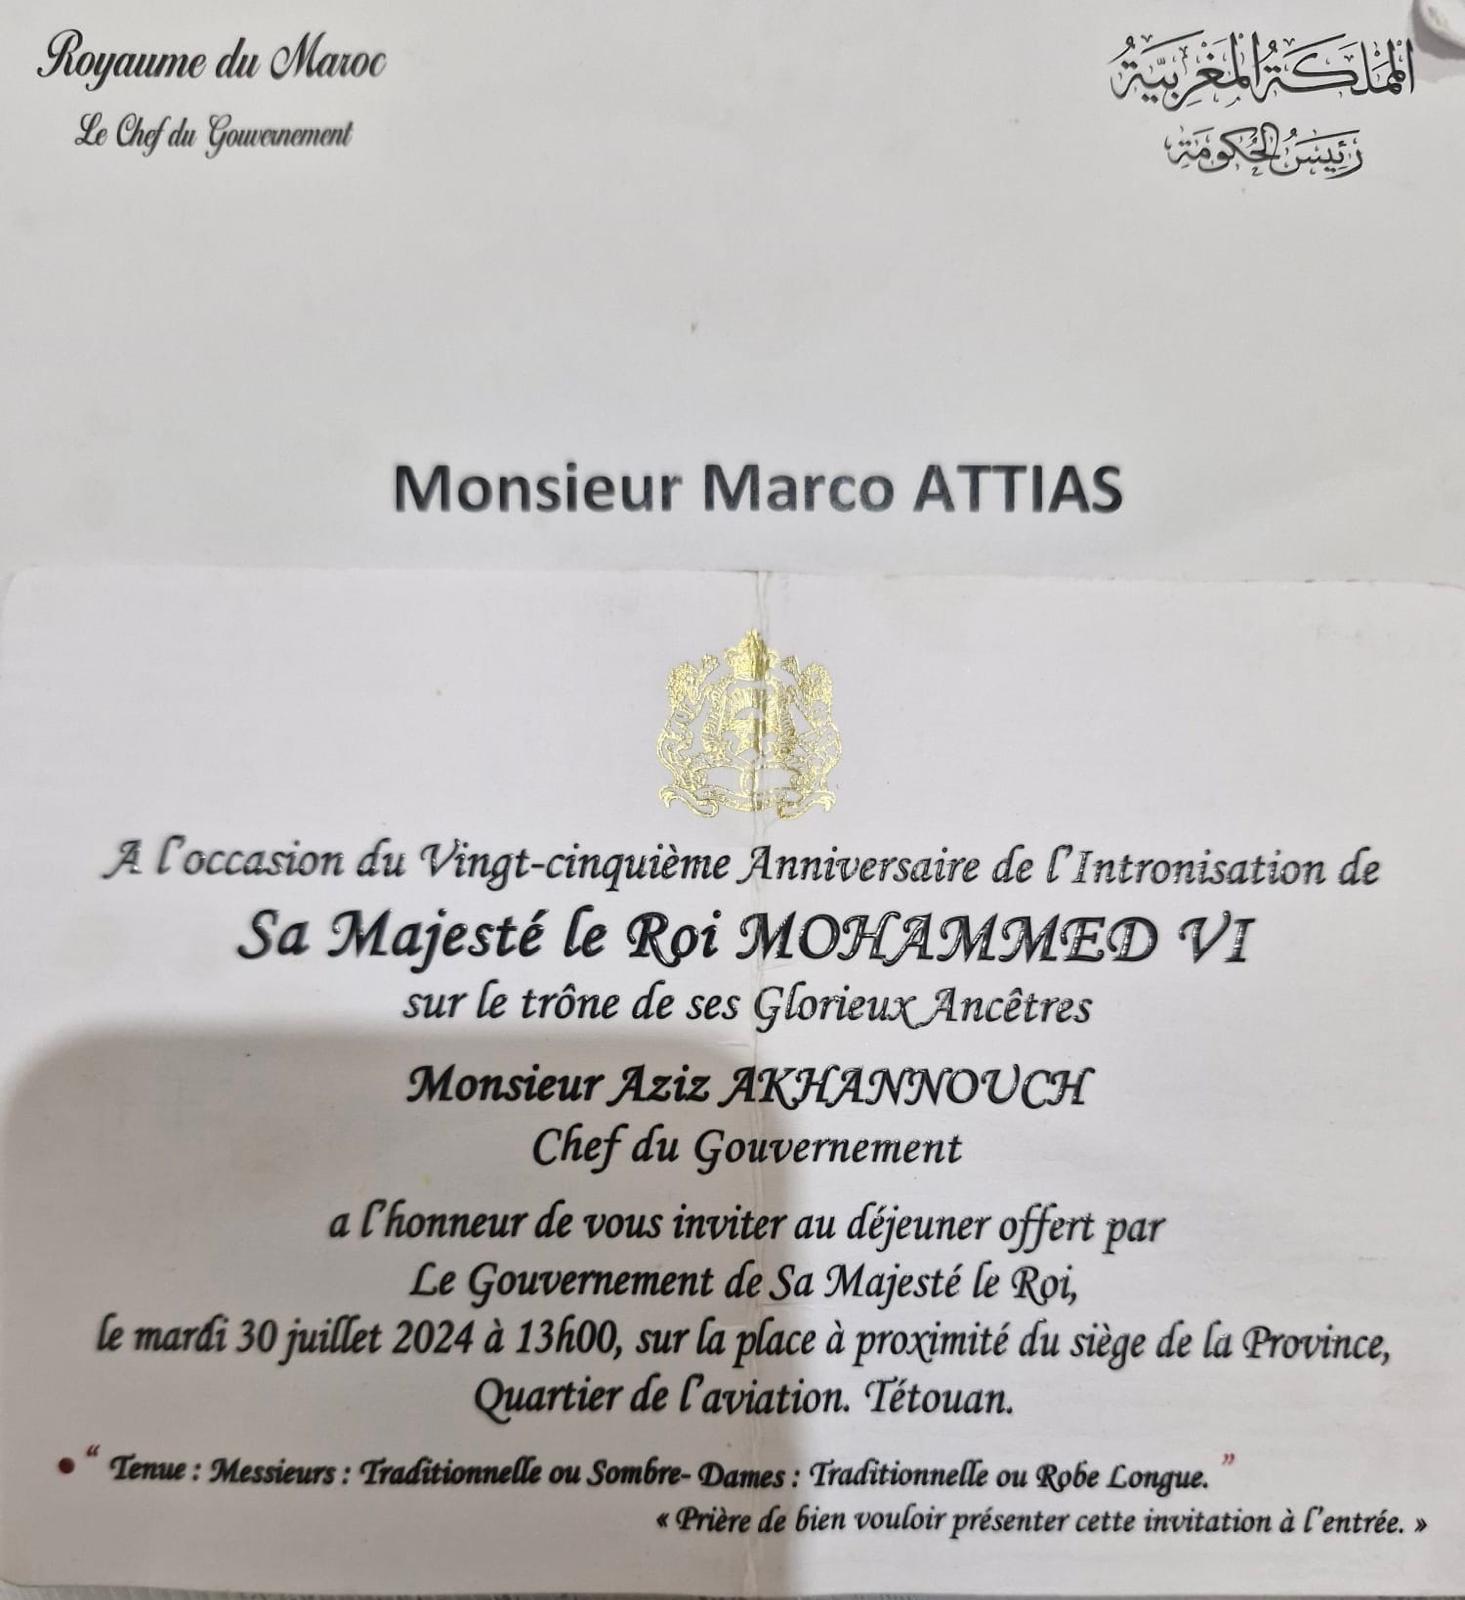 Royaume du Maroc
Le Chef du Gouvernement
المملكة المغربية
رئيس الحكومة
Monsieur Marco ATTIAS
A l'occasion du Vingt-cinquième Anniversaire de l'Intronisation de
Sa Majesté le Roi MOHAMMED VI
sur le trône de ses Glorieux Ancêtres
Monsieur Aziz AKHANNOUCH
Chef du Gouvernement
a l'honneur de vous inviter au déjeuner offert par
Le Gouvernement de Sa Majesté le Roi,
le mardi 30 juillet 2024 à 13h00, sur la place à proximité du siège de la Province,
Quartier de l'aviation. Tétouan.
• “ Tenue : Messieurs : Traditionnelle ou Sombre- Dames : Traditionnelle ou Robe Longue. ”
« Prière de bien vouloir présenter cette invitation à l'entrée. »